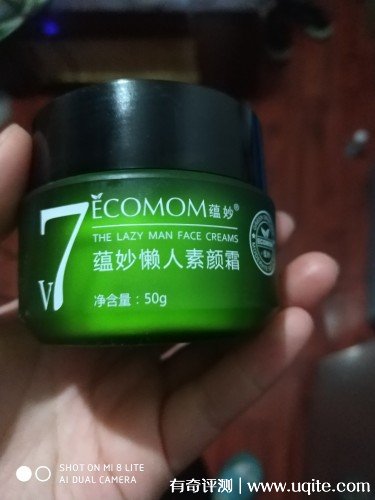 V7
ECOMOM蕴妙®
THE LAZY MAN FACE CREAMS
蕴妙懒人素颜霜
净含量：50g
SHOT ON MI 8 LITE
AI DUAL CAMERA
有奇评测 | www.uqite.com